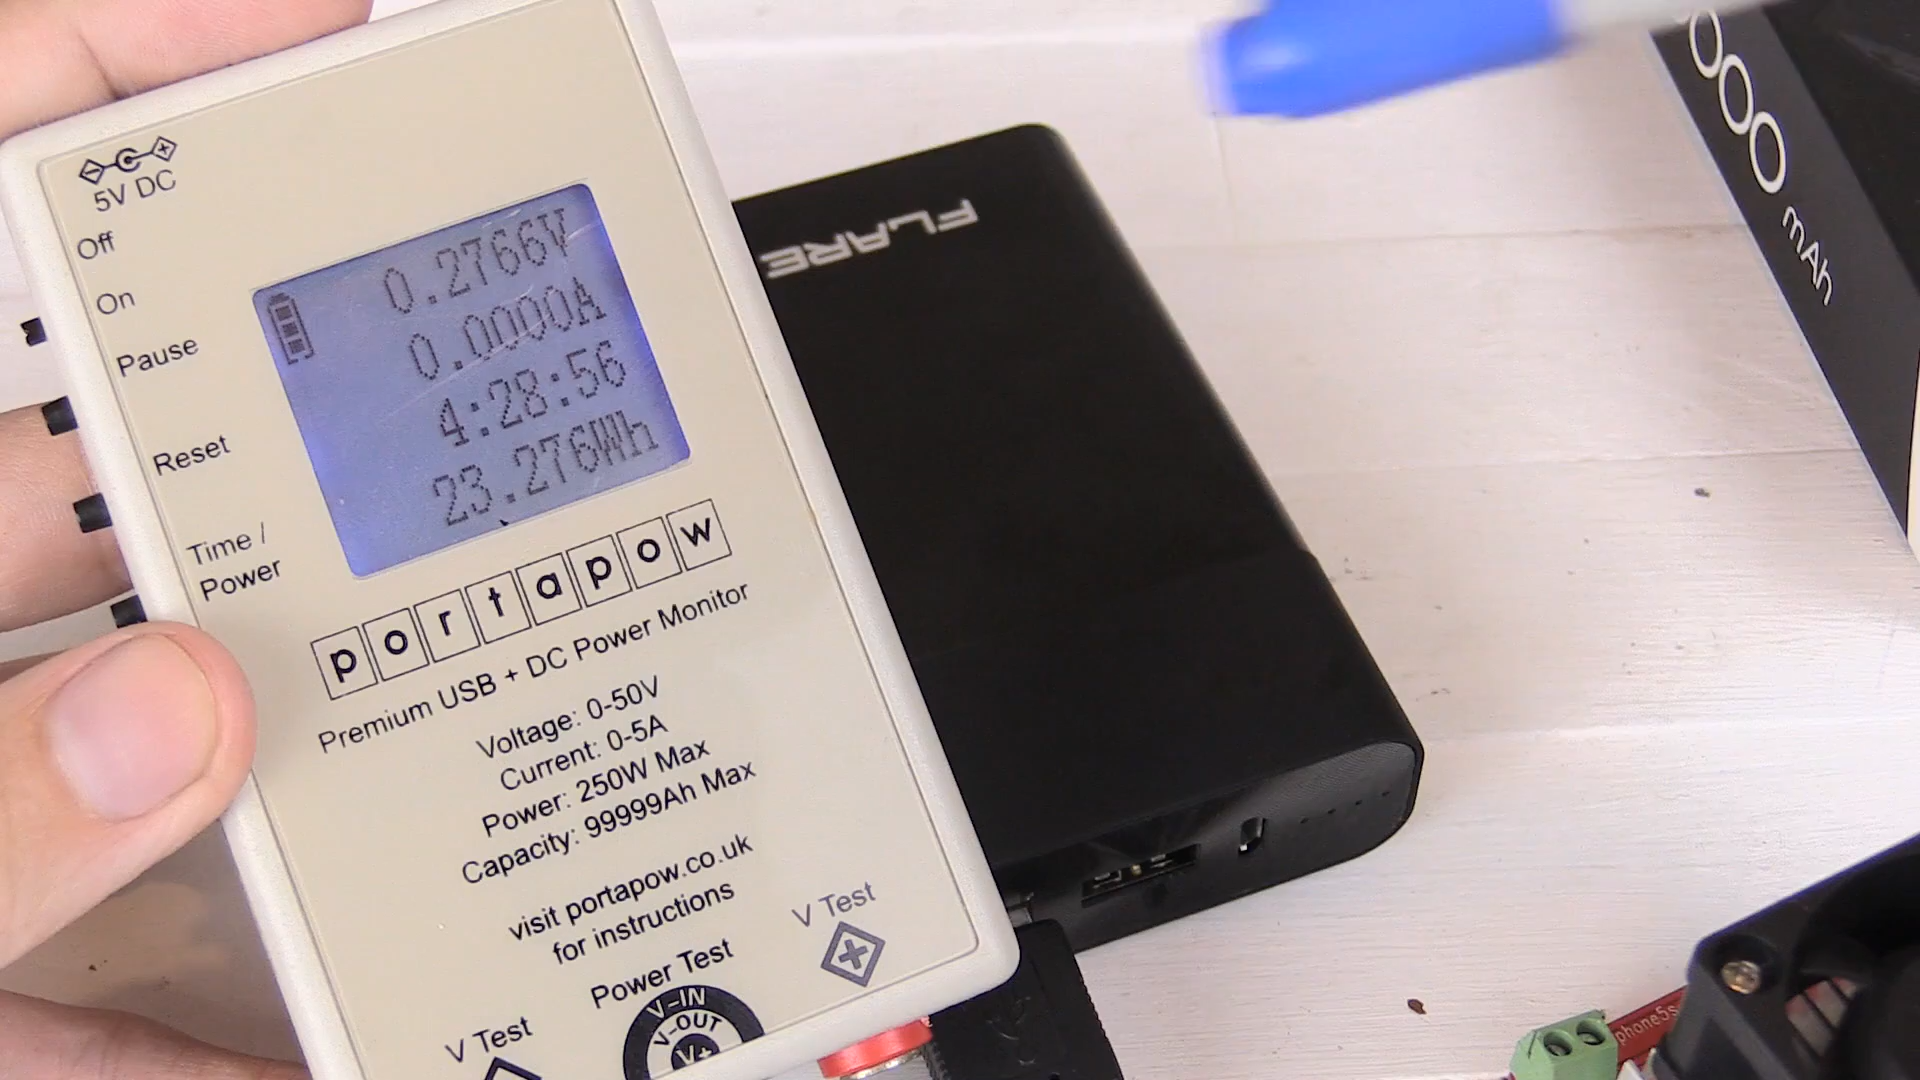 5V DC
Off
On
Pause
Reset
Time /
Power
0.2766V
0.0000A
4:28:56
23.276Wh
portapow
Premium USB + DC Power Monitor
Voltage: 0-50V
Current: 0-5A
Power: 250W Max
Capacity: 99999Ah Max
visit portapow.co.uk
for instructions
Power Test
V Test
V Test
V-IN
V-OUT
V+
FLARE
000 mAh
phone5s